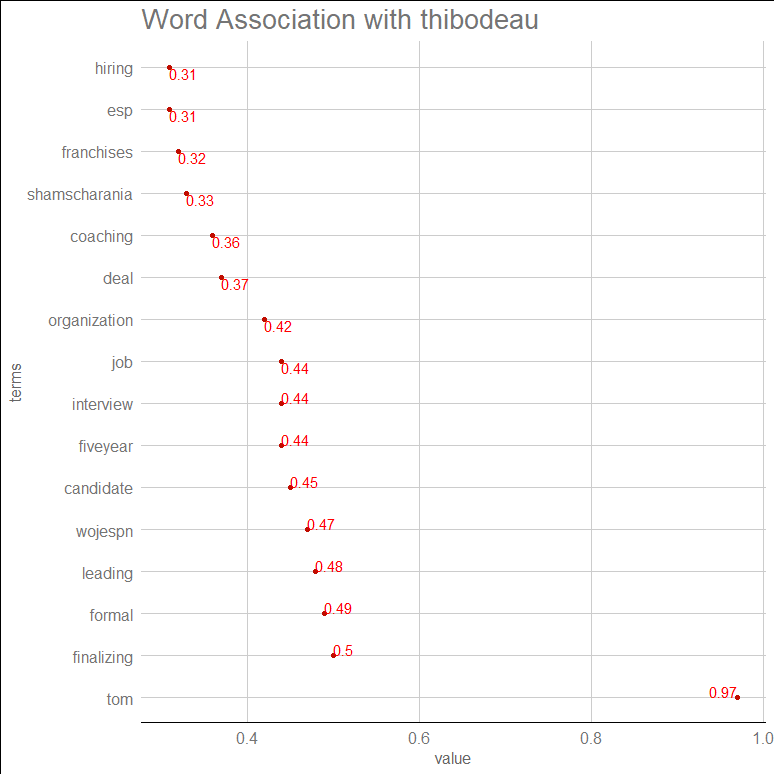 Word Association with thibodeau
hiring 0.31
esp 0.31
franchises 0.32
shamscharania 0.33
coaching 0.36
deal 0.37
organization 0.42
job 0.44
interview 0.44
fiveyear 0.44
candidate 0.45
wojespn 0.47
leading 0.48
formal 0.49
finalizing 0.5
tom 0.97
terms
0.4 0.6 0.8 1.0
value